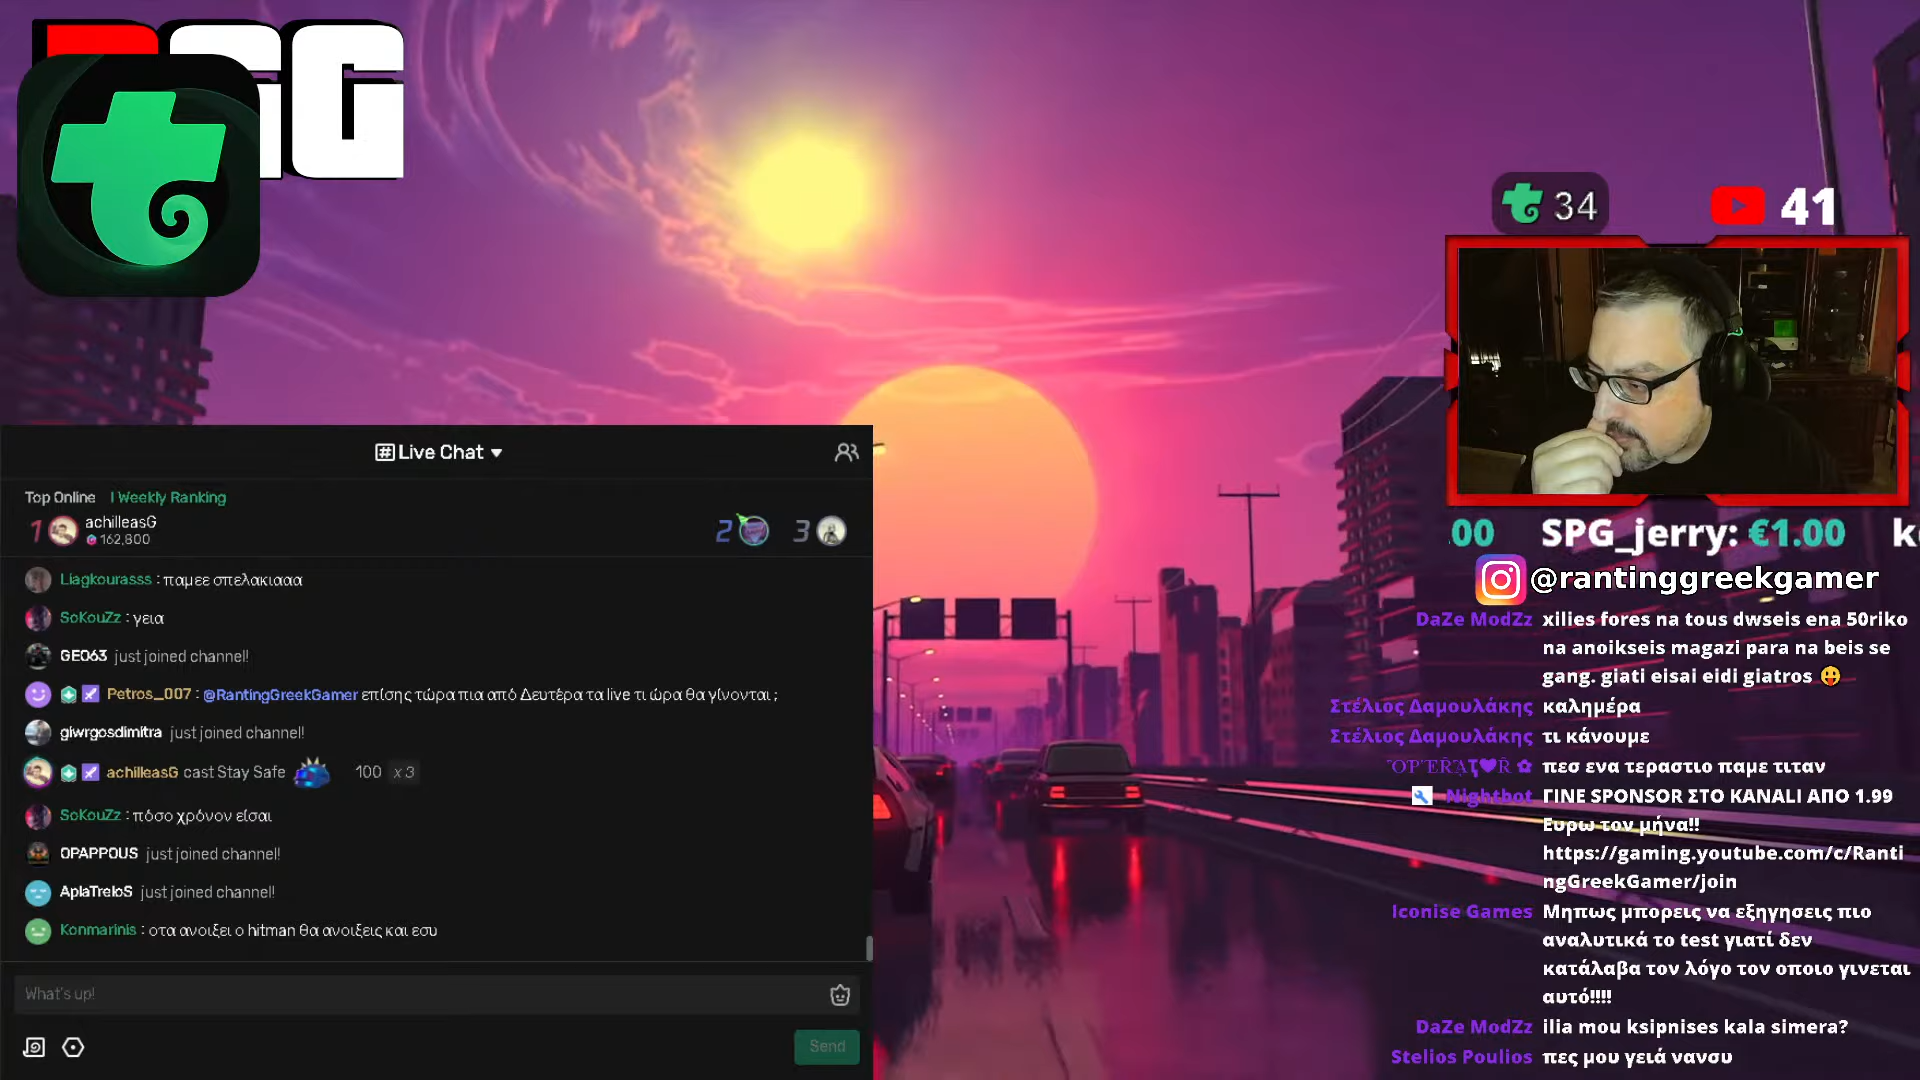 RGG
34
41
00 SPG_jerry: €1.00
@rantinggreekgamer
# Live Chat
Top Online | Weekly Ranking
1 achilleasG
162,800
2
3
Liagkourasss : παμεε σπελακιααα
SoKouZz : γεια
GEO63 just joined channel!
Petros_007 : @RantingGreekGamer επίσης τώρα πια από Δευτέρα τα live τι ώρα θα γίνονται ;
giwrgosdimitra just joined channel!
achilleasG cast Stay Safe 100 x 3
SoKouZz : πόσο χρόνον είσαι
OPAPPOUS just joined channel!
AplaTreloS just joined channel!
Konmarinis : οτα ανοιξει ο hitman θα ανοιξεις και εσυ
What's up!
Send
DaZe ModZz xilies fores na tous dwseis ena 50riko
na anoikseis magazi para na beis se
gang. giati eisai eidi giatros 😛
Στέλιος Δαμουλάκης καλημέρα
Στέλιος Δαμουλάκης τι κάνουμε
πεσ ενα τεραστιο παμε τιταν
Nightbot ΓΙΝΕ SPONSOR ΣΤΟ KANALI ΑΠΟ 1.99
Ευρω τον μήνα!!
https://gaming.youtube.com/c/Ranti
ngGreekGamer/join
Iconise Games Μηπως μπορεις να εξηγησεις πιο
αναλυτικά το test γιατί δεν
κατάλαβα τον λόγο τον οποιο γινεται
αυτό!!!!
DaZe ModZz ilia mou ksipnises kala simera?
Stelios Poulios πες μου γειά νανσυ